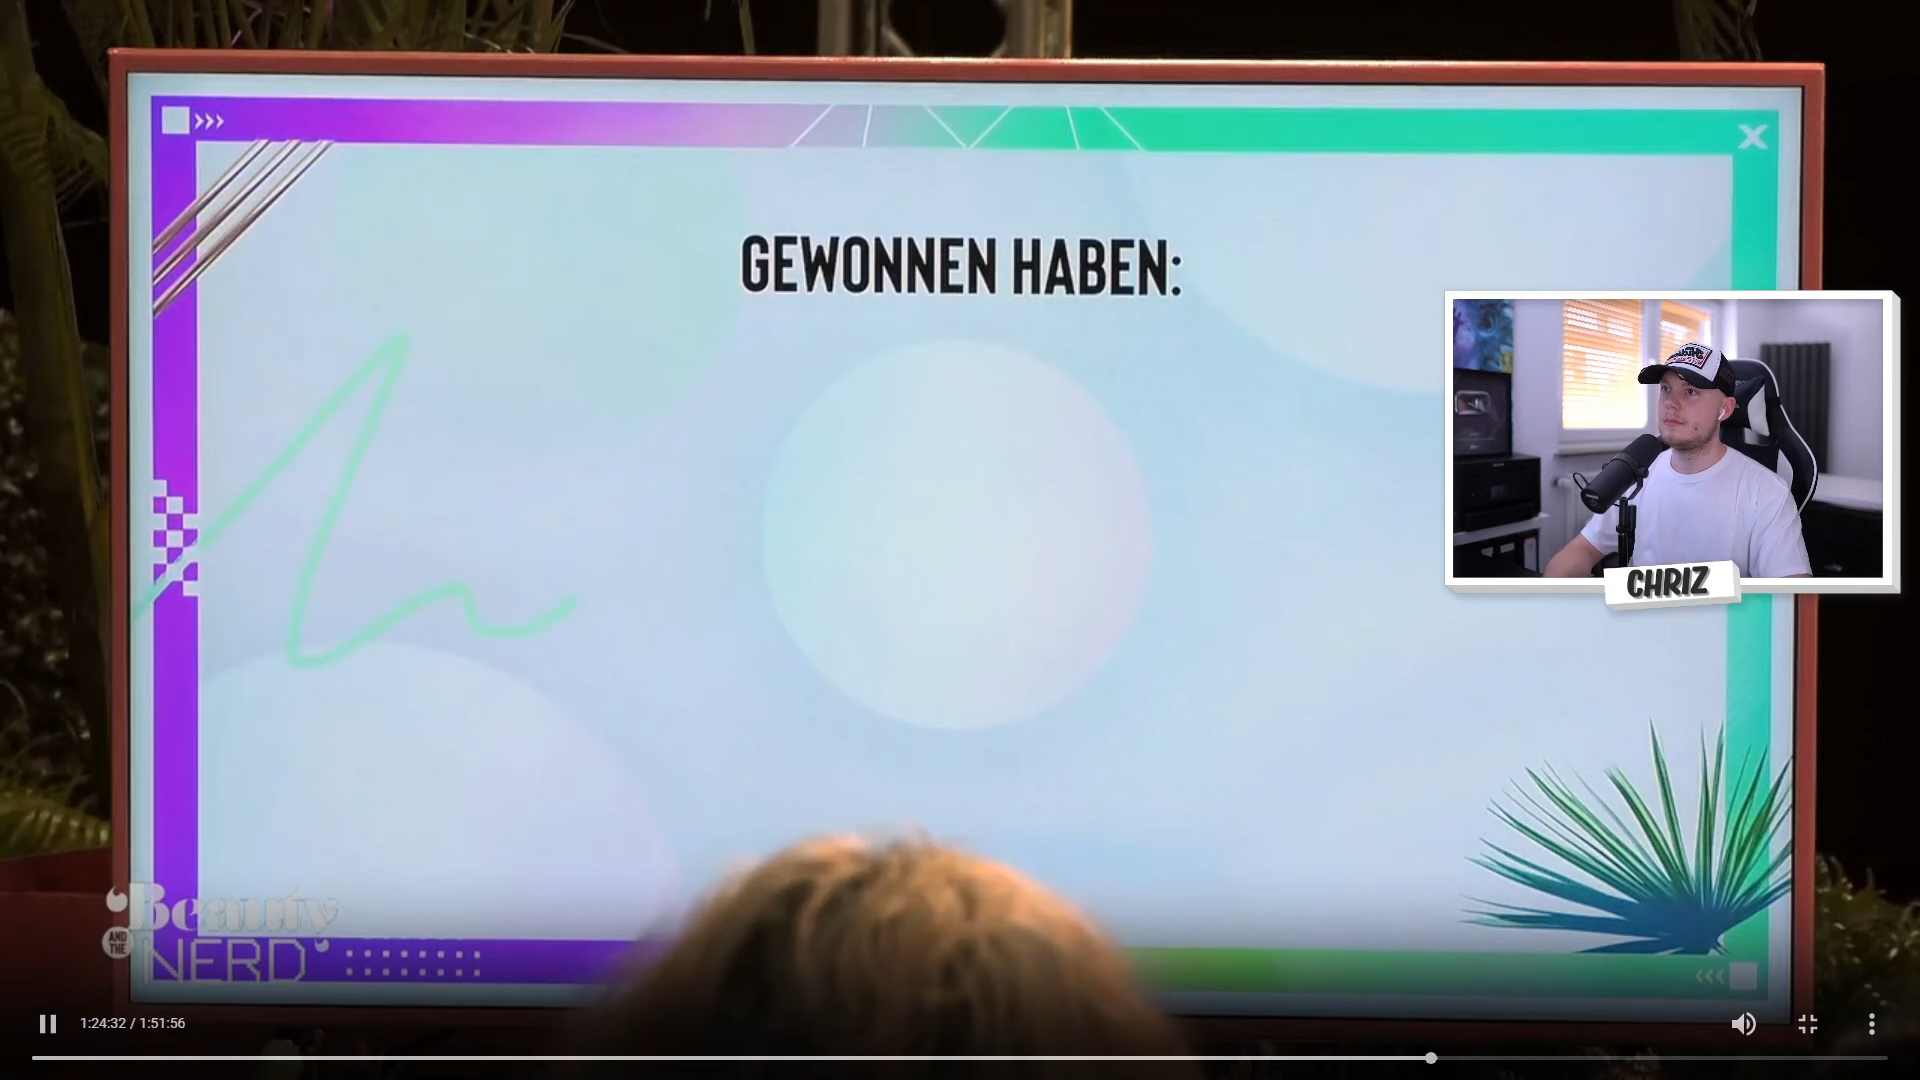 GEWONNEN HABEN:
CHRIZ
Beauty
AND THE
NERD
1:24:32 / 1:51:56